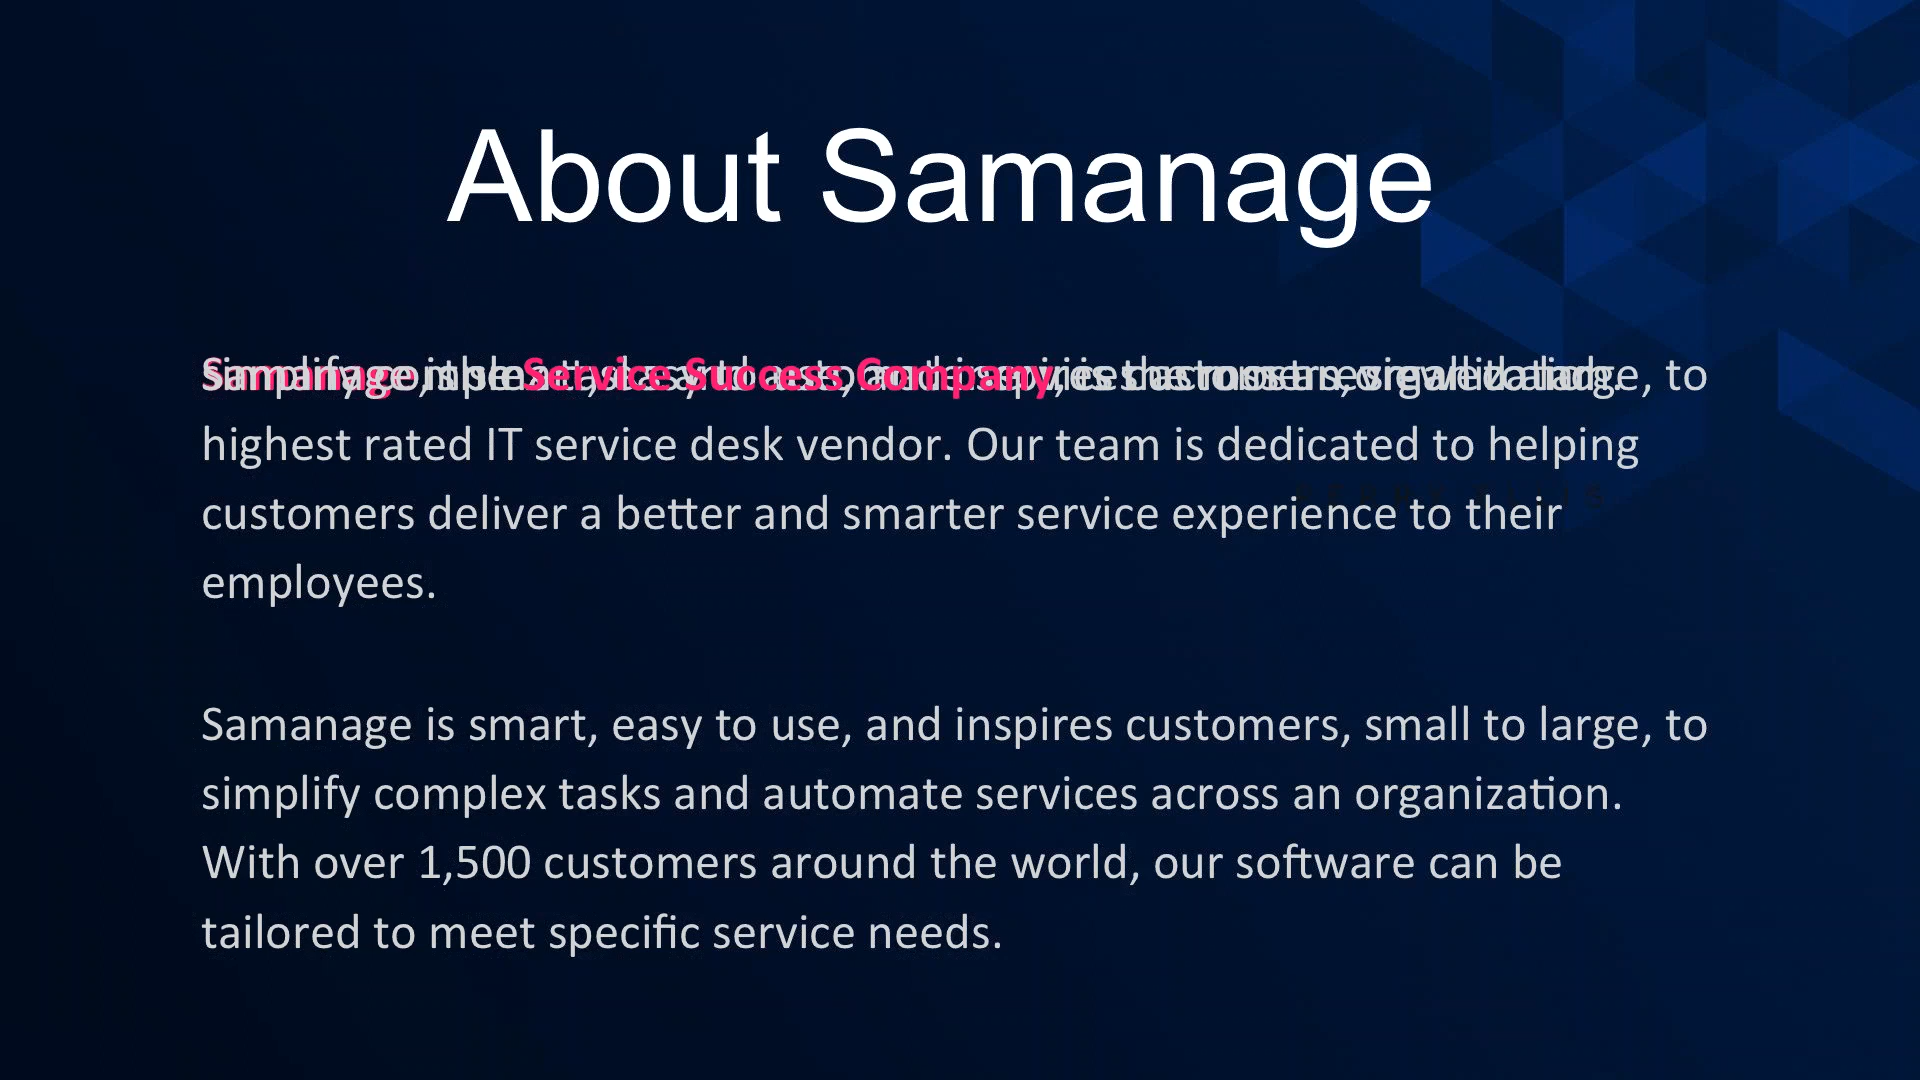 About Samanage
Samanage, the Service Success Company, is the most reviewed and
highest rated IT service desk vendor. Our team is dedicated to helping
customers deliver a better and smarter service experience to their
employees.
Samanage is smart, easy to use, and inspires customers, small to large, to
simplify complex tasks and automate services across an organization.
With over 1,500 customers around the world, our software can be
tailored to meet specific service needs.